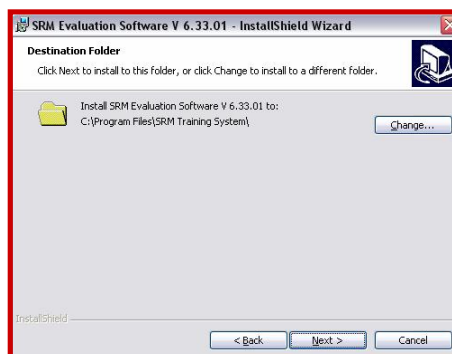 SRM Evaluation Software V 6.33.01 - InstallShield Wizard
Destination Folder
Click Next to install to this folder, or click Change to install to a different folder.
Install SRM Evaluation Software V 6.33.01 to:
C:\Program Files\SRM Training System\
Change...
InstallShield
< Back
Next >
Cancel